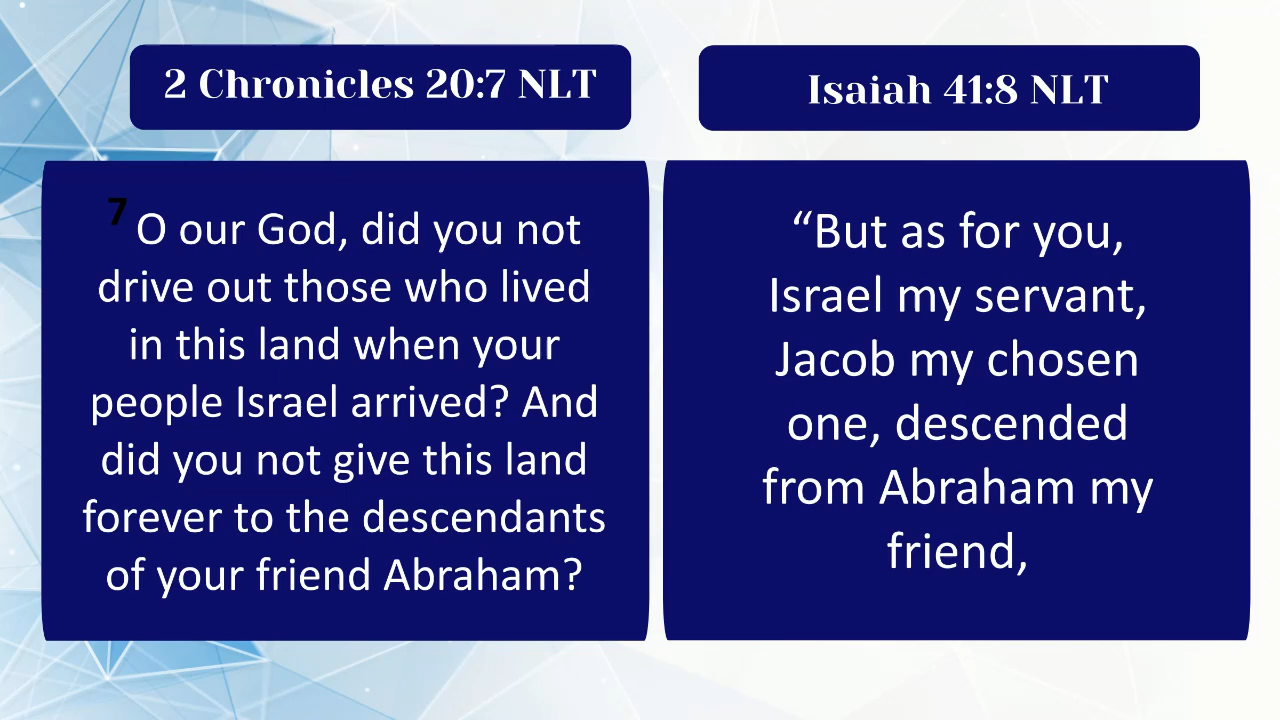 2 Chronicles 20:7 NLT
7 O our God, did you not
drive out those who lived
in this land when your
people Israel arrived? And
did you not give this land
forever to the descendants
of your friend Abraham?
Isaiah 41:8 NLT
“But as for you,
Israel my servant,
Jacob my chosen
one, descended
from Abraham my
friend,